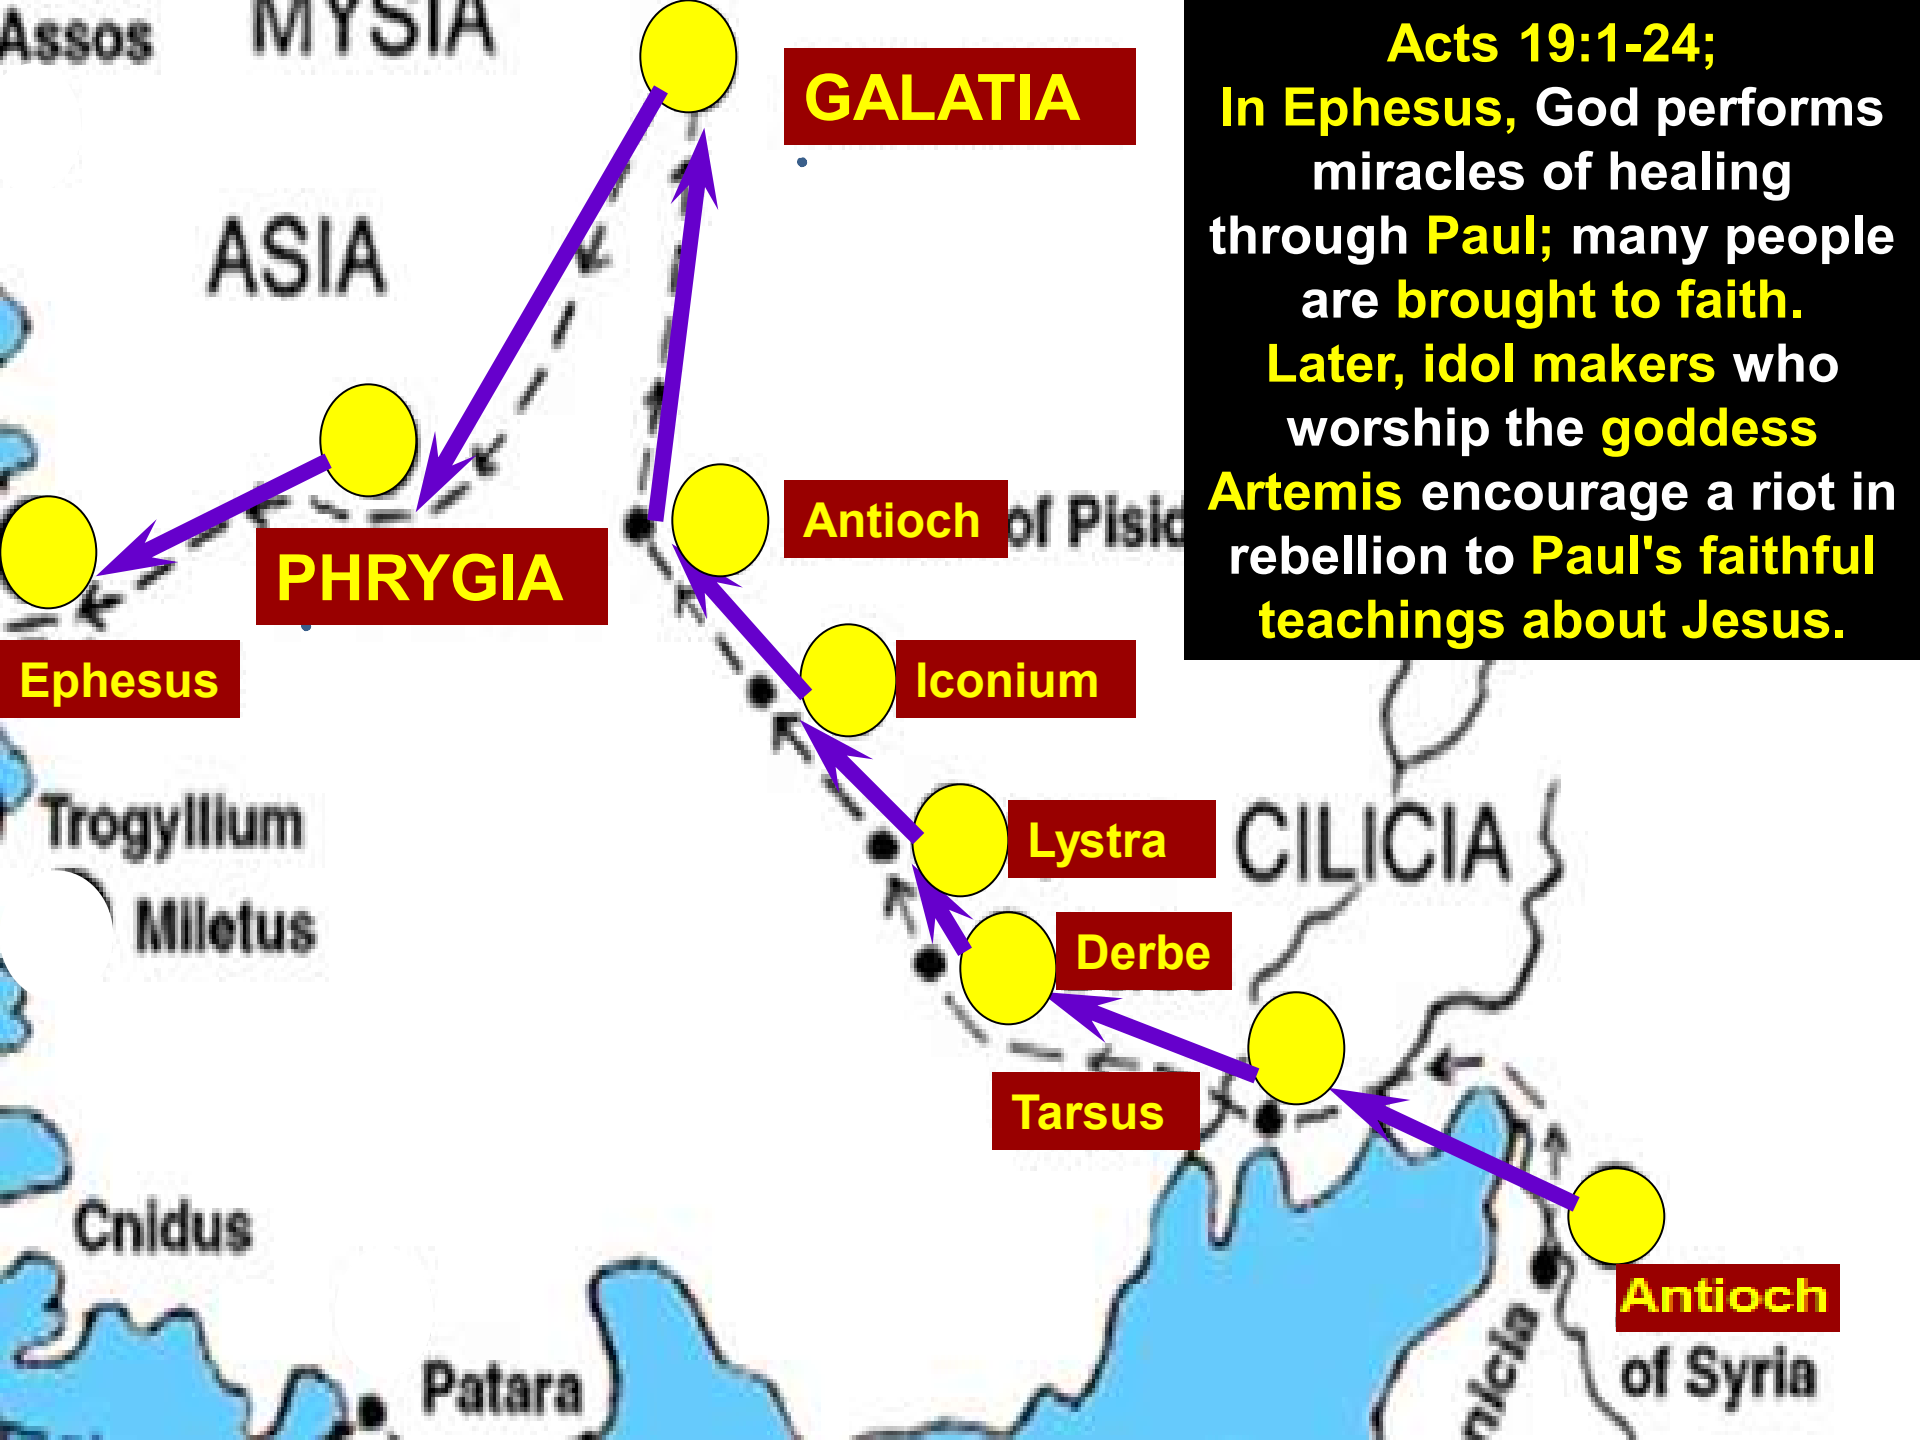 Assos
MYSIA
GALATIA
Acts 19:1-24;
In Ephesus, God performs
miracles of healing
through Paul; many people
are brought to faith.
Later, idol makers who
worship the goddess
Artemis encourage a riot in
rebellion to Paul's faithful
teachings about Jesus.
ASIA
Antioch of Pisid
PHRYGIA
Ephesus
Iconium
Trogyllium
Lystra
CILICIA
Miletus
Derbe
Tarsus
Cnidus
Antioch
of Syria
Patara
nicia